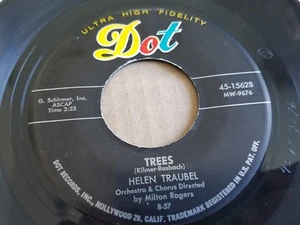 ULTRA HIGH FIDELITY
Dot
G. Schirmer, Inc.
ASCAP
Time 2:23
45-15628
MW-9676
TREES
(Kilmer-Rasbach)
HELEN TRAUBEL
Orchestra & Chorus Directed
by Milton Rogers
8-57
DOT RECORDS, INC., HOLLYWOOD 28, CALIF. TRADEMARK REGISTERED IN U.S. PAT. OFF.